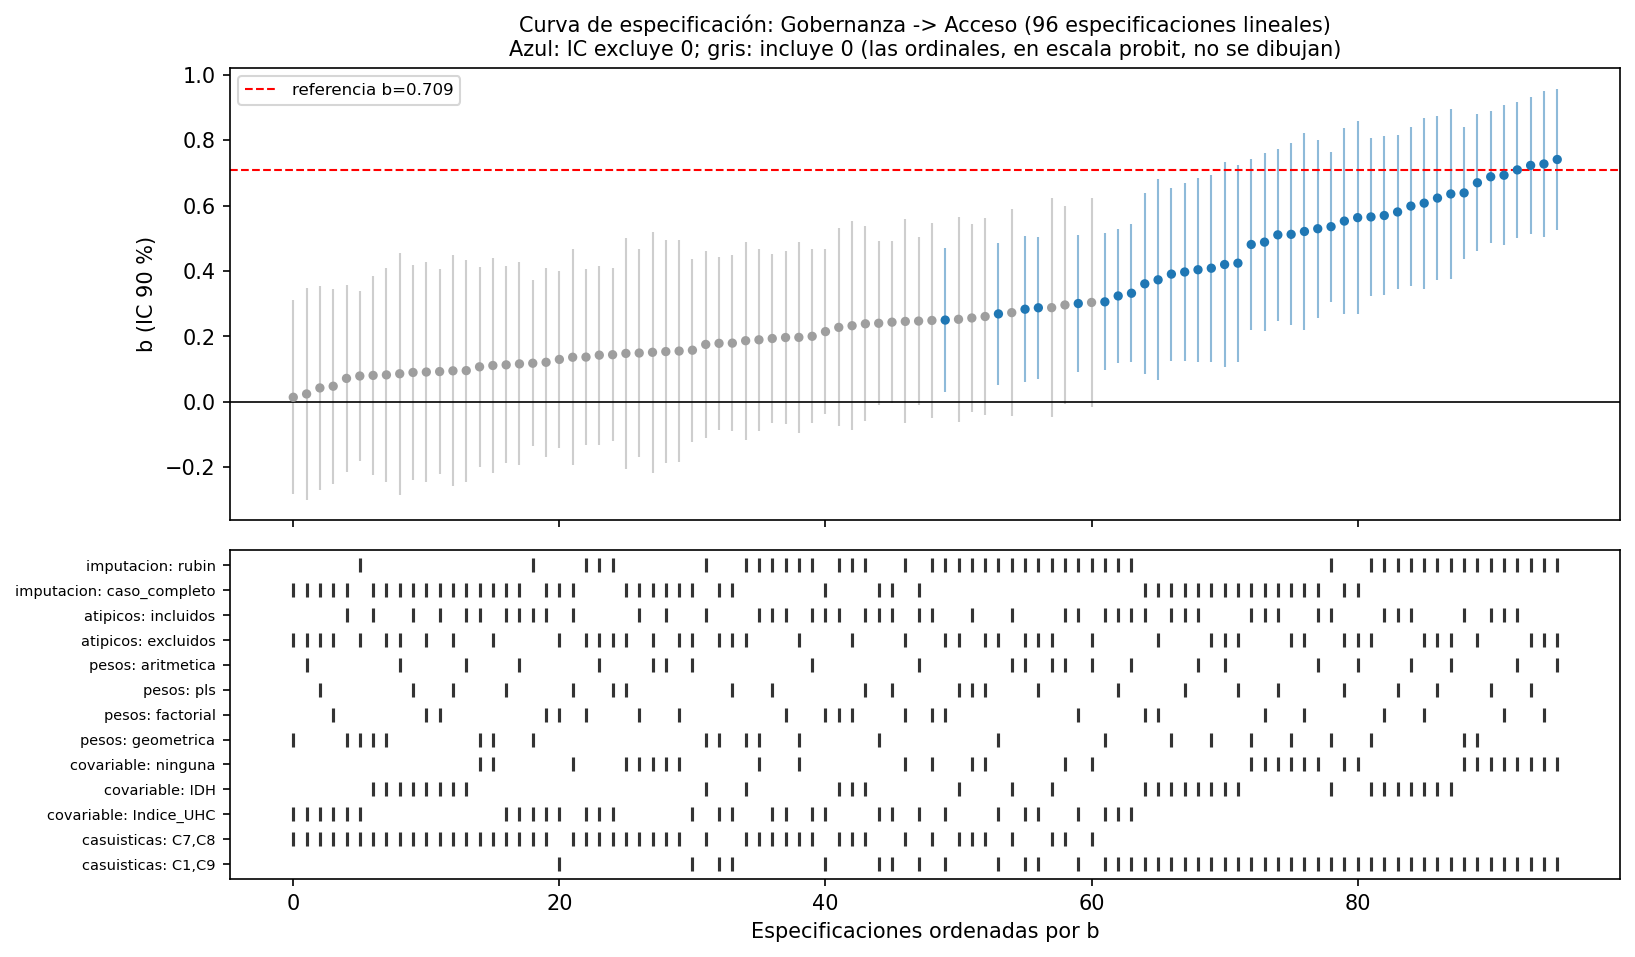 Curva de especificación: Gobernanza -> Acceso (96 especificaciones lineales)
Azul: IC excluye 0; gris: incluye 0 (las ordinales, en escala probit, no se dibujan)
referencia b=0.709
b (IC 90 %)
1.0
0.8
0.6
0.4
0.2
0.0
−0.2
imputacion: rubin
imputacion: caso_completo
atipicos: incluidos
atipicos: excluidos
pesos: aritmetica
pesos: pls
pesos: factorial
pesos: geometrica
covariable: ninguna
covariable: IDH
covariable: Indice_UHC
casuisticas: C7,C8
casuisticas: C1,C9
0 20 40 60 80
Especificaciones ordenadas por b